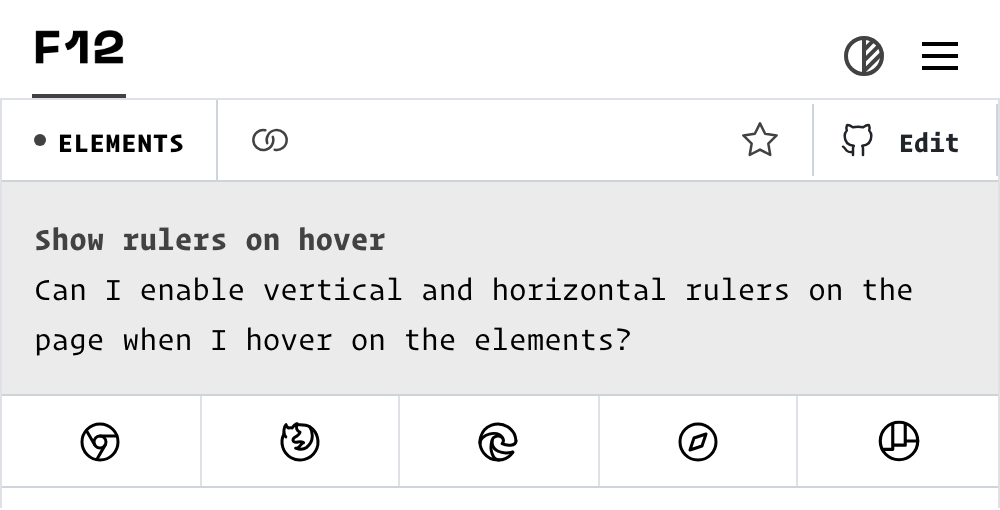 F12
ELEMENTS
Edit
Show rulers on hover
Can I enable vertical and horizontal rulers on the
page when I hover on the elements?